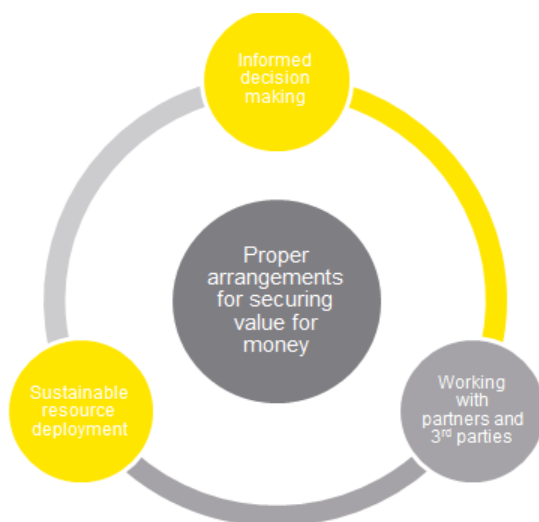 Informed
decision
making
Proper
arrangements
for securing
value for
money
Sustainable
resource
deployment
Working
with
partners and
3rd parties